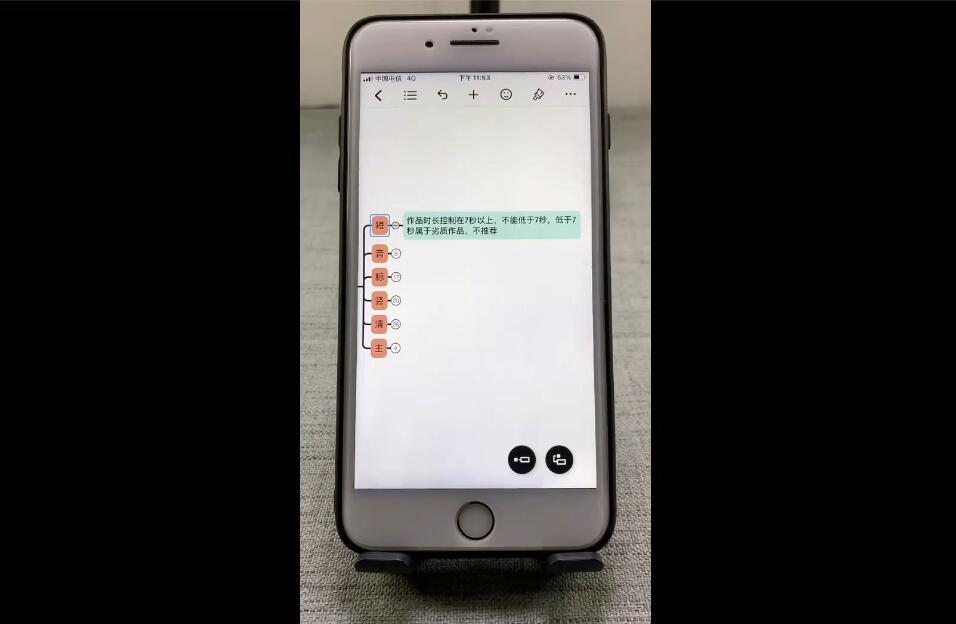 中国电信 4G 下午11:53 63%
短
作品时长控制在7秒以上，不能低于7秒，低于7
秒属于劣质作品，不推荐
音 6
标 17
竖 20
清 26
主 4